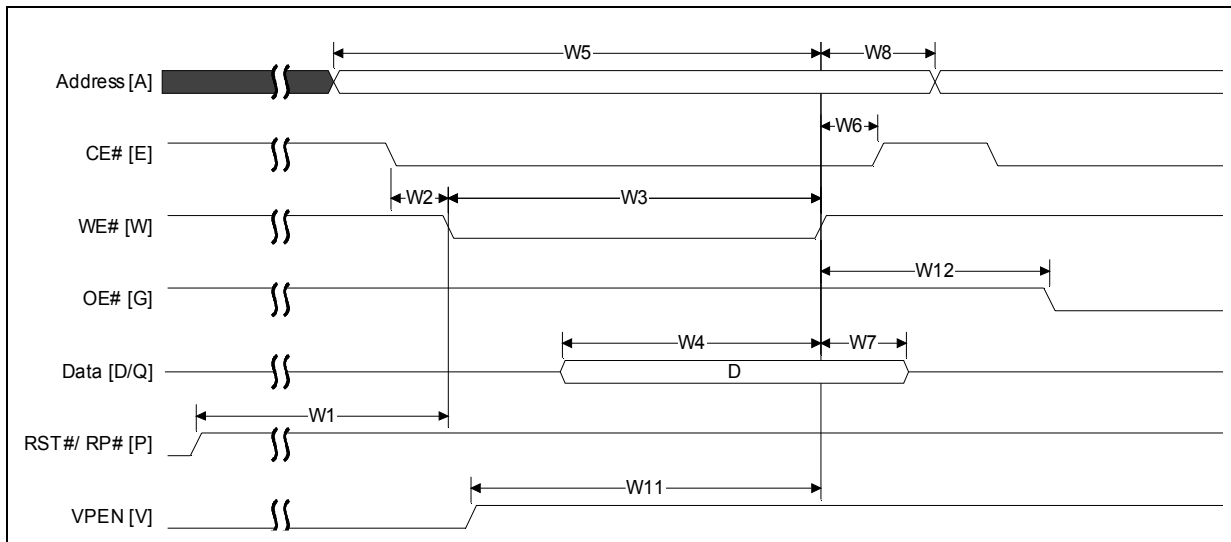 W5
W8
Address [A]
W6
CE# [E]
W2
W3
WE# [W]
W12
OE# [G]
W4
W7
Data [D/Q]
D
W1
RST#/ RP# [P]
W11
VPEN [V]